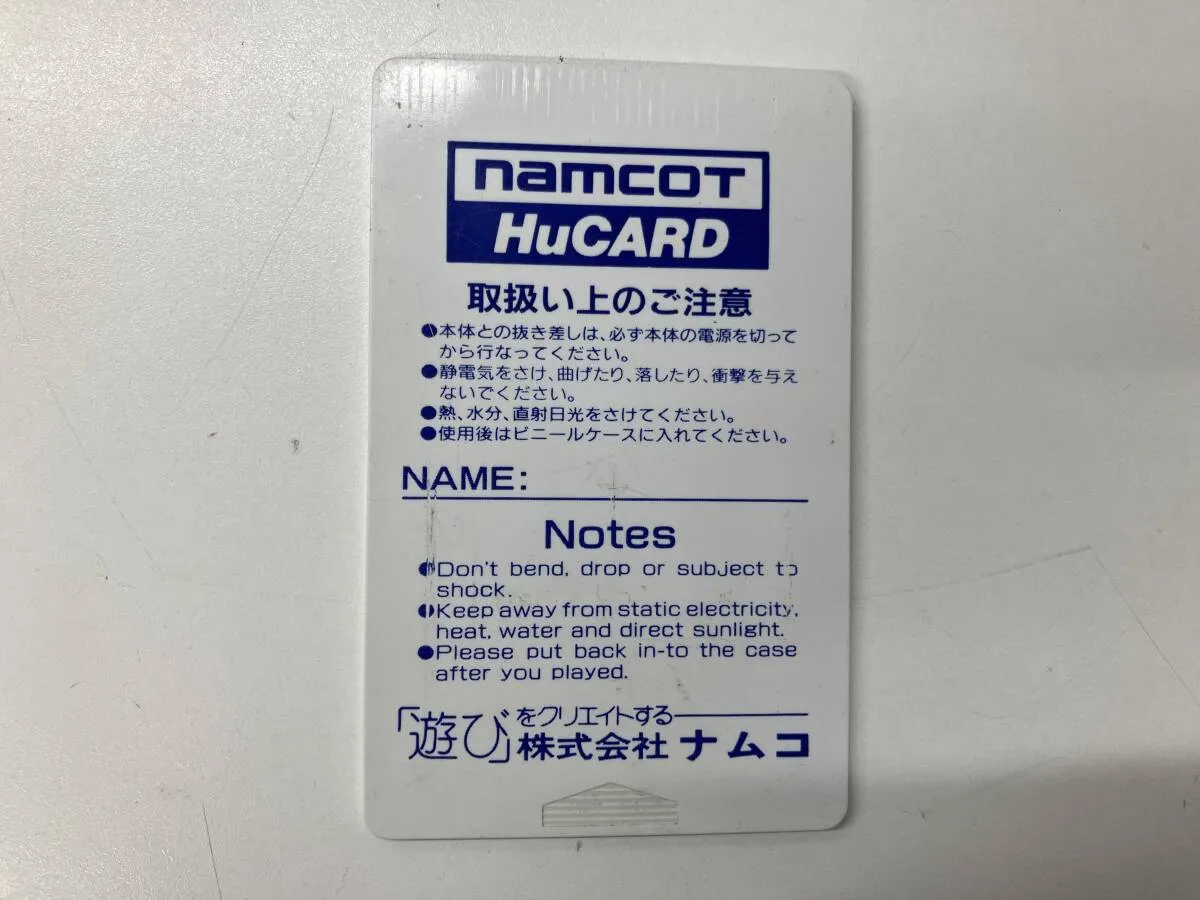 namcoT
HuCARD
取扱い上のご注意
●本体との抜き差しは、必ず本体の電源を切って
から行なってください。
●静電気をさけ、曲げたり、落したり、衝撃を与え
ないでください。
●熱、水分、直射日光をさけてください。
●使用後はビニールケースに入れてください。
NAME:
Notes
●Don't bend, drop or subject to
shock.
●Keep away from static electricity,
heat, water and direct sunlight.
●Please put back in-to the case
after you played.
「遊び」をクリエイトする
株式会社 ナムコ